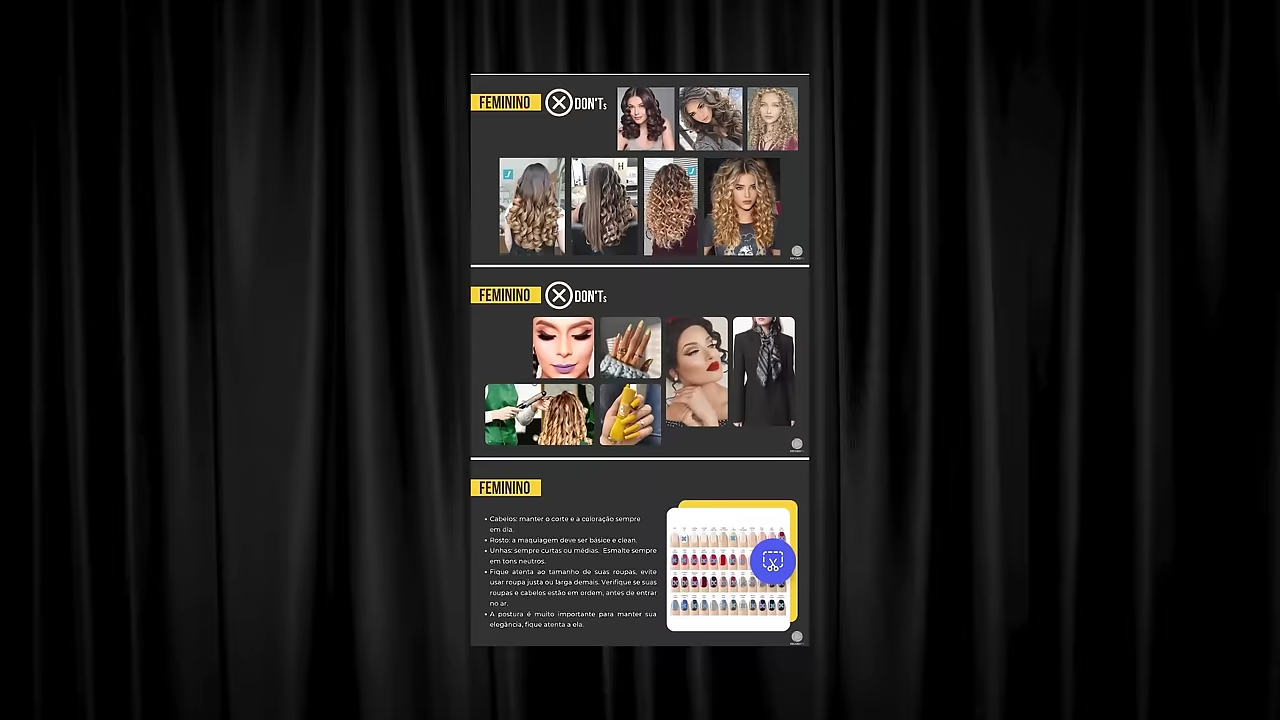 FEMININO DON'Ts
FEMININO DON'Ts
FEMININO
• Cabelos: manter o corte e a coloração sempre
em dia.
• Rosto: a maquiagem deve ser básica e clean.
• Unhas: sempre curtas ou médias. Esmalte sempre
em tons neutros.
• Fique atenta ao tamanho de suas roupas, evite
usar roupa justa ou larga demais. Verifique se suas
roupas e cabelos estão em ordem, antes de entrar
no ar.
• A postura é muito importante para manter sua
elegância, fique atenta a ela.